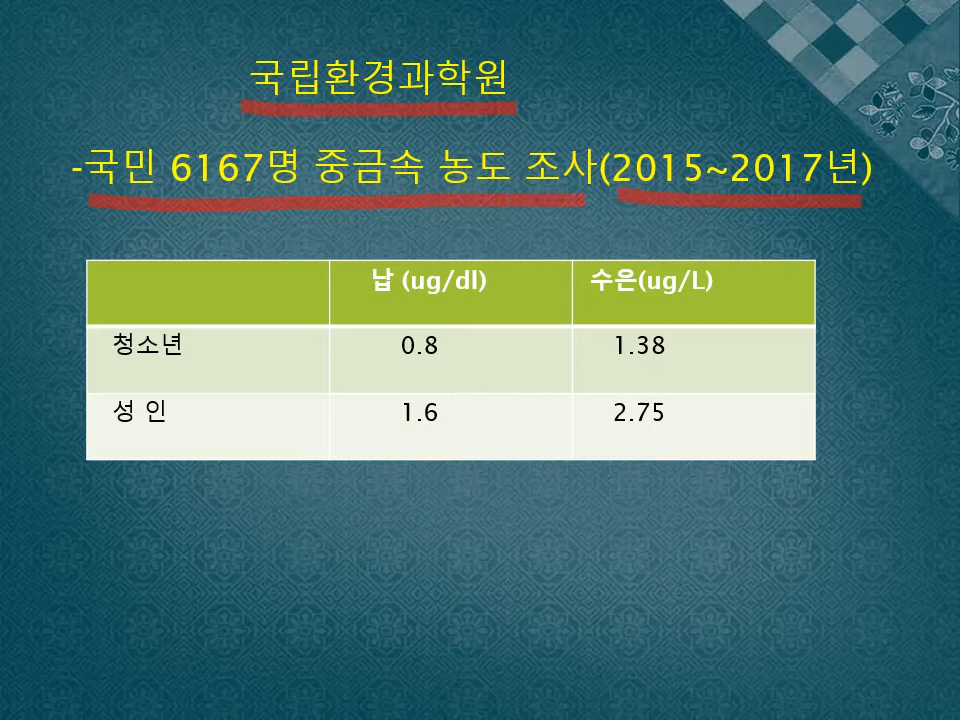 국립환경과학원
-국민 6167명 중금속 농도 조사(2015~2017년)
납 (ug/dl) 수은(ug/L)
청소년 0.8 1.38
성 인 1.6 2.75